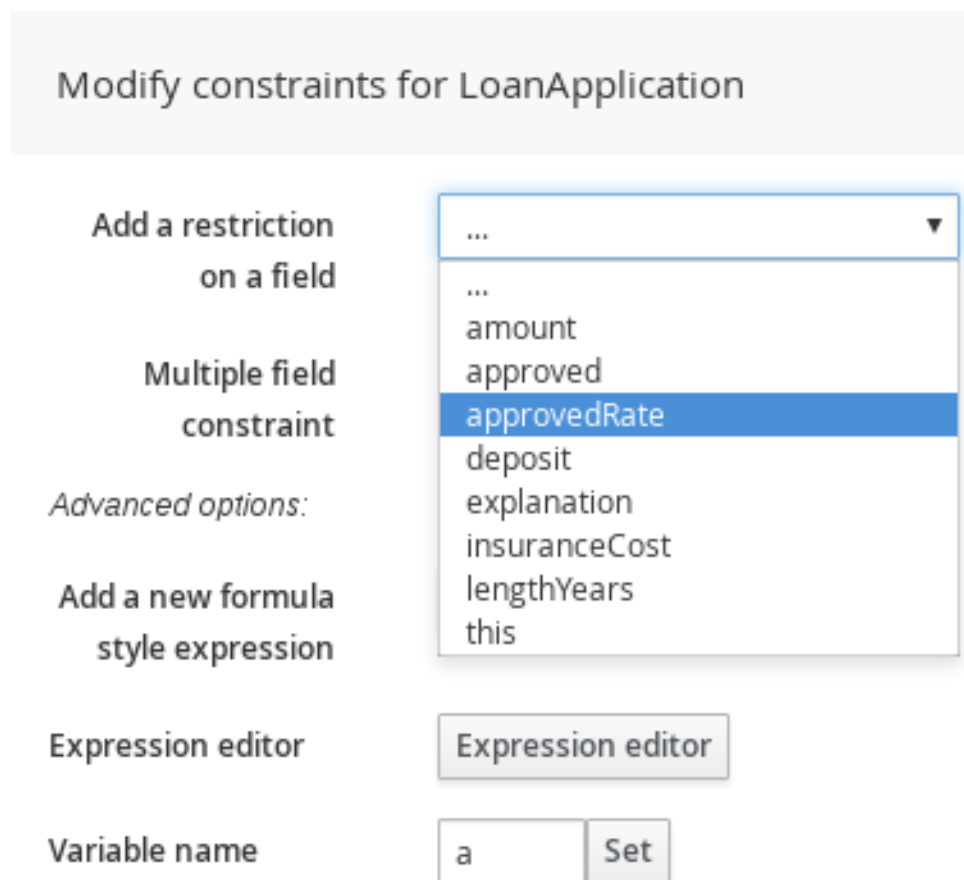 Modify constraints for LoanApplication
Add a restriction
on a field
...
▼
...
amount
approved
approvedRate
deposit
explanation
insuranceCost
lengthYears
this
Multiple field
constraint
Advanced options:
Add a new formula
style expression
Expression editor
Expression editor
Variable name
a
Set